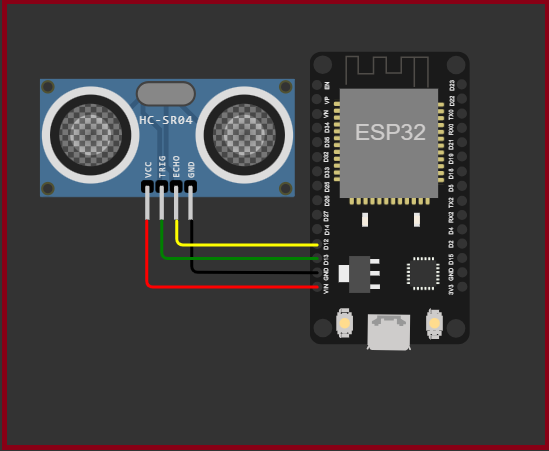 HC-SR04
VCC
TRIG
ECHO
GND
ESP32
EN
VP
VN
D34
D35
D32
D33
D25
D26
D27
D14
D12
D13
GND
VIN
D23
D22
TX0
RX0
D21
D19
D18
D5
TX2
RX2
D4
D2
D15
GND
3V3